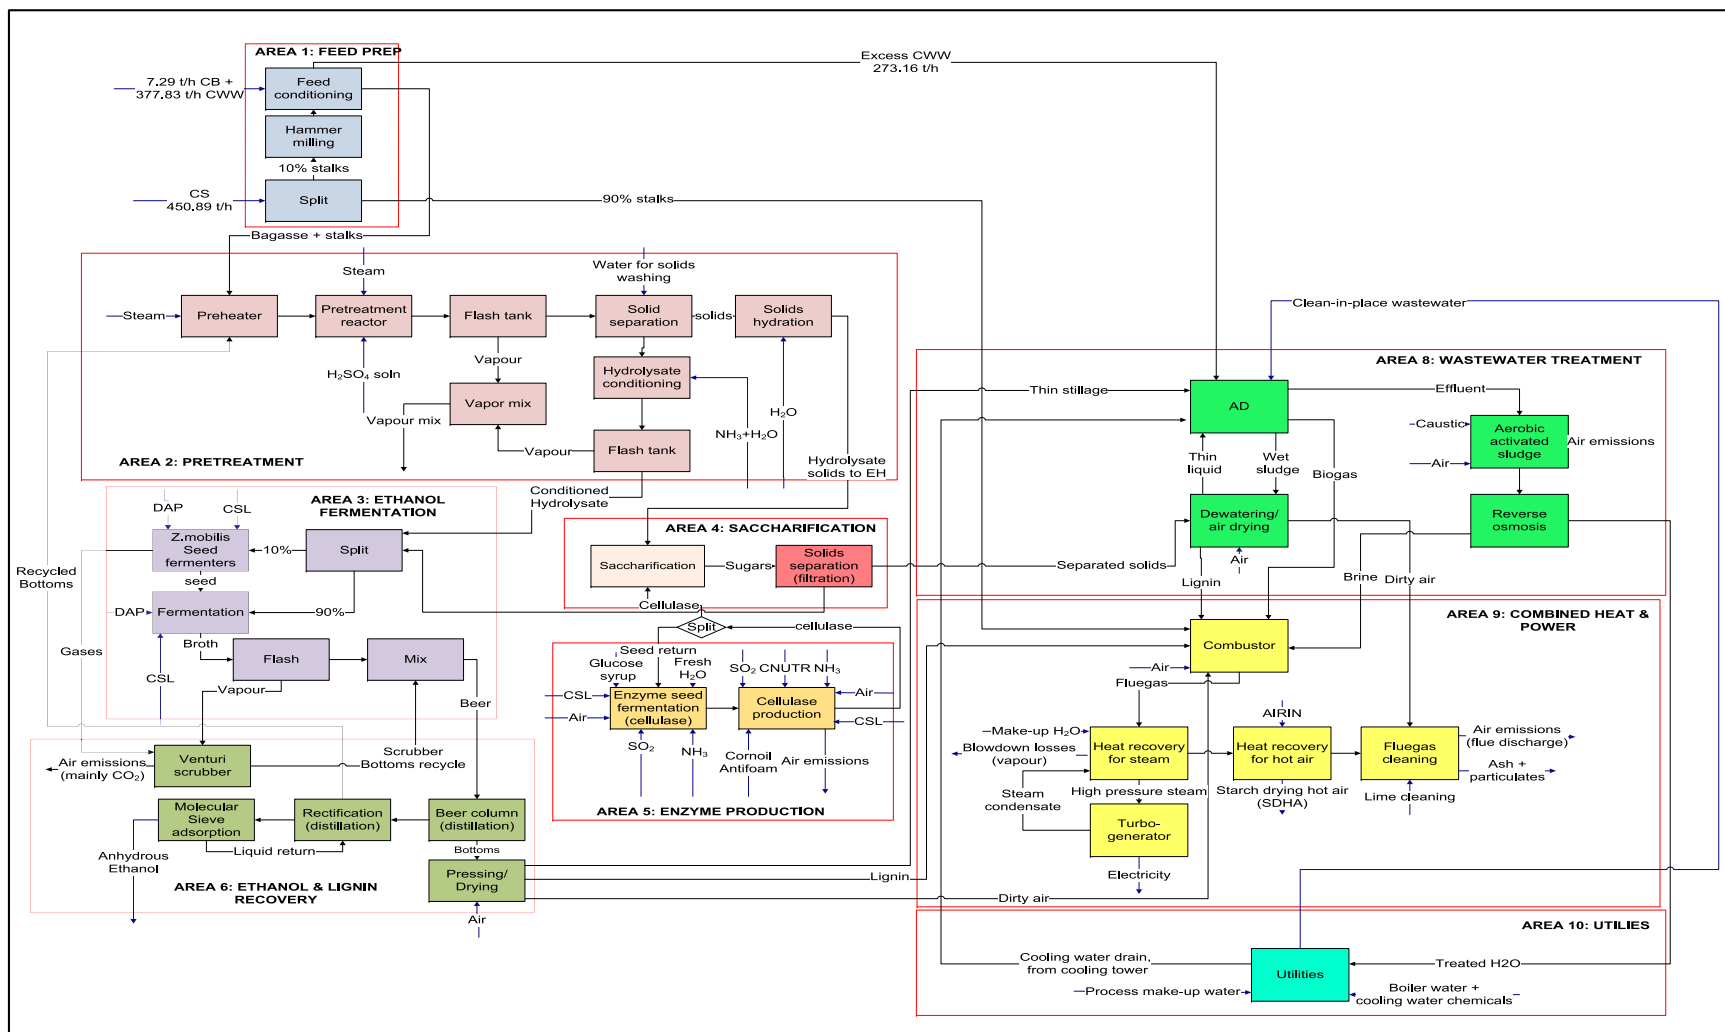 AREA 1: FEED PREP
7.29 t/h CB +
377.83 t/h CWW
Feed
conditioning
Hammer
milling
10% stalks
CS
450.89 t/h
Split
Excess CWW
273.16 t/h
90% stalks
Bagasse + stalks
Steam
Water for solids
washing
Steam
Preheater
Pretreatment
reactor
Flash tank
Solid
separation
solids
Solids
hydration
H₂SO₄ soln
Vapour
Hydrolysate
conditioning
Vapor mix
Vapour mix
Vapour
Flash tank
NH₃+H₂O
H₂O
AREA 2: PRETREATMENT
Hydrolysate
solids to EH
Conditioned
Hydrolysate
AREA 3: ETHANOL
FERMENTATION
DAP
CSL
Z.mobilis
Seed
fermenters
10%
Split
seed
DAP
Fermentation
90%
Broth
CSL
Flash
Mix
Vapour
Beer
Recycled
Bottoms
Gases
AREA 4: SACCHARIFICATION
Saccharification
Sugars
Solids
separation
(filtration)
Separated solids
Cellulase
Split
cellulase
Seed return
Glucose
syrup
Fresh
H₂O
SO₂
CNUTR
NH₃
CSL
Air
Enzyme seed
fermentation
(cellulase)
Cellulase
production
Air
CSL
SO₂
NH₃
Cornoil
Antifoam
Air emissions
AREA 5: ENZYME PRODUCTION
Air emissions
(mainly CO₂)
Venturi
scrubber
Scrubber
Bottoms recycle
Molecular
Sieve
adsorption
Rectification
(distillation)
Beer column
(distillation)
Liquid return
Bottoms
Anhydrous
Ethanol
AREA 6: ETHANOL & LIGNIN
RECOVERY
Pressing/
Drying
Air
Lignin
Dirty air
Clean-in-place wastewater
AREA 8: WASTEWATER TREATMENT
Thin stillage
AD
Effluent
Caustic
Aerobic
activated
sludge
Air emissions
Air
Thin
liquid
Wet
sludge
Biogas
Dewatering/
air drying
Reverse
osmosis
Air
Lignin
Brine
Dirty air
AREA 9: COMBINED HEAT &
POWER
Combustor
Air
Fluegas
AIRIN
Make-up H₂O
Blowdown losses
(vapour)
Heat recovery
for steam
Heat recovery
for hot air
Fluegas
cleaning
Air emissions
(flue discharge)
Ash +
particulates
Steam
condensate
High pressure steam
Starch drying hot air
(SDHA)
Lime cleaning
Turbo-
generator
Electricity
AREA 10: UTILIES
Cooling water drain,
from cooling tower
Utilities
Treated H2O
Process make-up water
Boiler water +
cooling water chemicals